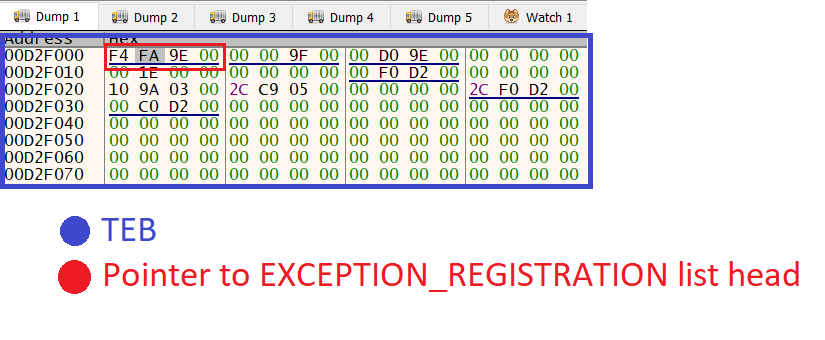 Dump 1 Dump 2 Dump 3 Dump 4 Dump 5 Watch 1
Address Hex
00D2F000 F4 FA 9E 00 00 00 9F 00 00 D0 9E 00 00 00 00 00
00D2F010 00 1E 00 00 00 00 00 00 00 F0 D2 00 00 00 00 00
00D2F020 10 9A 03 00 2C C9 05 00 00 00 00 00 2C F0 D2 00
00D2F030 00 C0 D2 00 00 00 00 00 00 00 00 00 00 00 00 00
00D2F040 00 00 00 00 00 00 00 00 00 00 00 00 00 00 00 00
00D2F050 00 00 00 00 00 00 00 00 00 00 00 00 00 00 00 00
00D2F060 00 00 00 00 00 00 00 00 00 00 00 00 00 00 00 00
00D2F070 00 00 00 00 00 00 00 00 00 00 00 00 00 00 00 00
TEB
Pointer to EXCEPTION_REGISTRATION list head